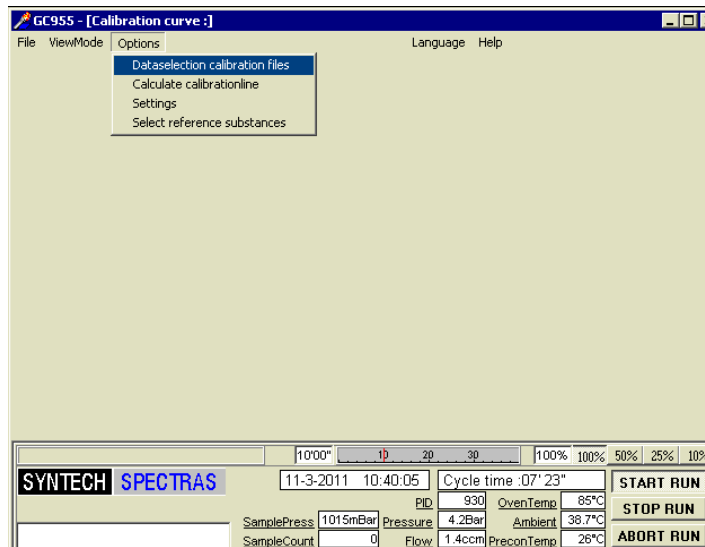 GC955 - [Calibration curve :]
File ViewMode Options Language Help
Dataselection calibration files
Calculate calibrationline
Settings
Select reference substances
10'00" 10 20 30 100% 100% 50% 25% 10%
SYNTECH SPECTRAS 11-3-2011 10:40:05 Cycle time :07' 23" START RUN
PID 930 OvenTemp 85°C STOP RUN
SamplePress 1015mBar Pressure 4.2Bar Ambient 38.7°C
SampleCount 0 Flow 1.4ccm PreconTemp 26°C ABORT RUN